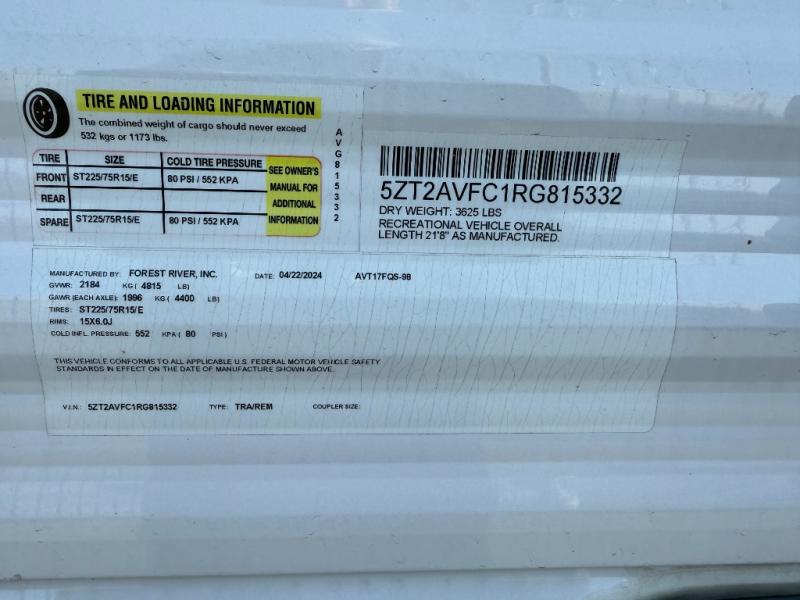 TIRE AND LOADING INFORMATION
The combined weight of cargo should never exceed
532 kgs or 1173 lbs.
TIRE SIZE COLD TIRE PRESSURE
FRONT ST225/75R15/E 80 PSI / 552 KPA
REAR
SPARE ST225/75R15/E 80 PSI / 552 KPA
SEE OWNER'S
MANUAL FOR
ADDITIONAL
INFORMATION
AVG815332
5ZT2AVFC1RG815332
DRY WEIGHT: 3625 LBS
RECREATIONAL VEHICLE OVERALL
LENGTH 21'8" AS MANUFACTURED.
MANUFACTURED BY: FOREST RIVER, INC. DATE: 04/22/2024 AVT17FQS-98
GVWR: 2184 KG ( 4815 LB)
GAWR (EACH AXLE): 1996 KG ( 4400 LB)
TIRES: ST225/75R15/E
RIMS: 15X6.0J
COLD INFL. PRESSURE: 552 KPA ( 80 PSI)
THIS VEHICLE CONFORMS TO ALL APPLICABLE U.S. FEDERAL MOTOR VEHICLE SAFETY
STANDARDS IN EFFECT ON THE DATE OF MANUFACTURE SHOWN ABOVE.
V.I.N.: 5ZT2AVFC1RG815332 TYPE: TRA/REM COUPLER SIZE: